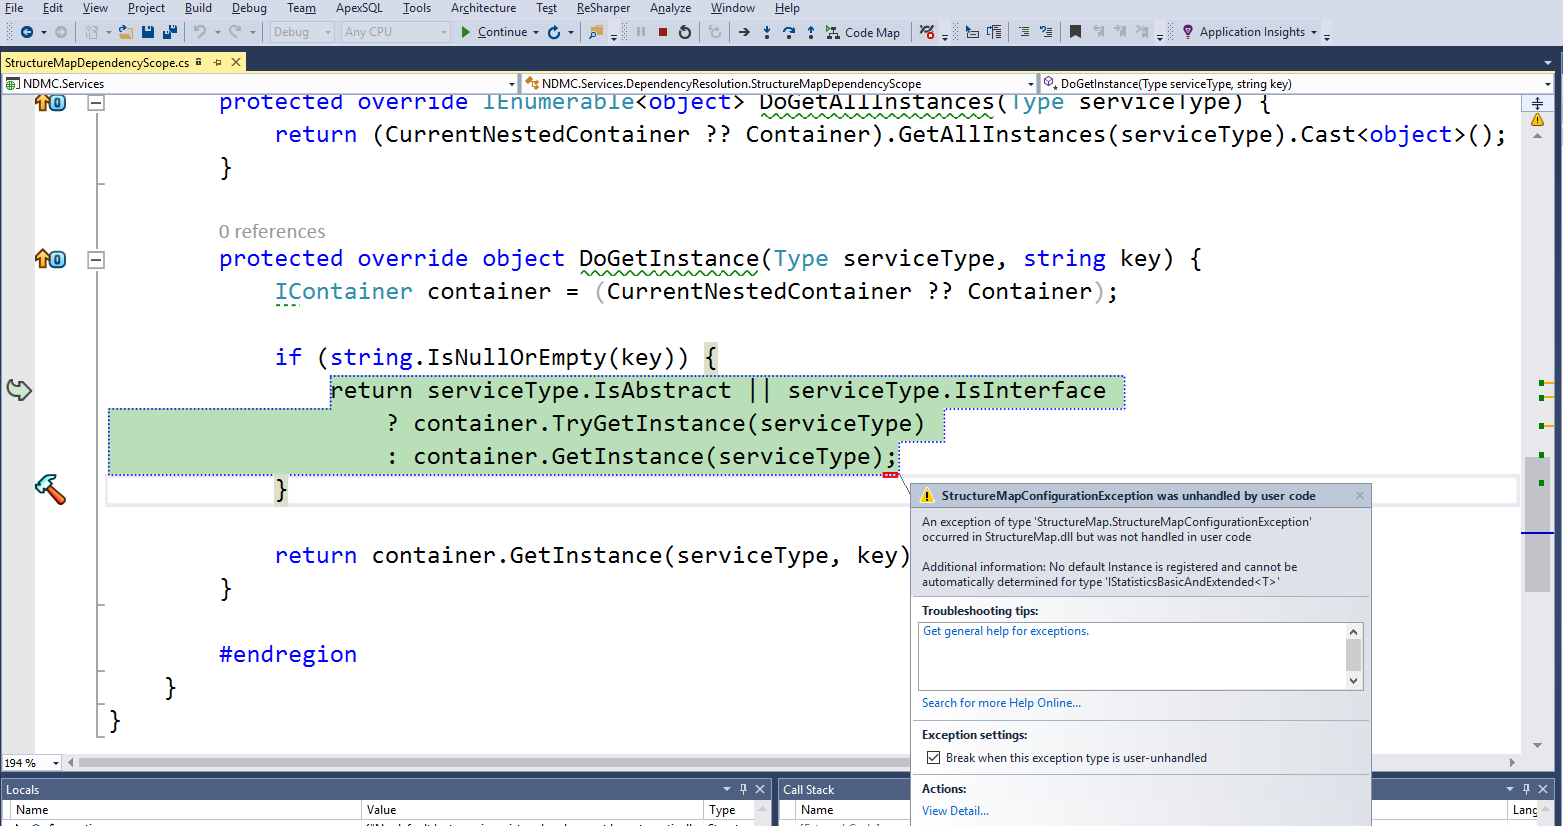 File Edit View Project Build Debug Team ApexSQL Tools Architecture Test ReSharper Analyze Window Help
Debug Any CPU Continue Code Map Application Insights
StructureMapDependencyScope.cs
NDMC.Services NDMC.Services.DependencyResolution.StructureMapDependencyScope DoGetInstance(Type serviceType, string key)
protected override IEnumerable<object> DoGetAllInstances(Type serviceType) {
return (CurrentNestedContainer ?? Container).GetAllInstances(serviceType).Cast<object>();
}
0 references
protected override object DoGetInstance(Type serviceType, string key) {
IContainer container = (CurrentNestedContainer ?? Container);
if (string.IsNullOrEmpty(key)) {
return serviceType.IsAbstract || serviceType.IsInterface
? container.TryGetInstance(serviceType)
: container.GetInstance(serviceType);
}
return container.GetInstance(serviceType, key)
}
#endregion
}
}
StructureMapConfigurationException was unhandled by user code
An exception of type 'StructureMap.StructureMapConfigurationException'
occurred in StructureMap.dll but was not handled in user code
Additional information: No default Instance is registered and cannot be
automatically determined for type 'IStatisticsBasicAndExtended<T>'
Troubleshooting tips:
Get general help for exceptions.
Search for more Help Online...
Exception settings:
Break when this exception type is user-unhandled
Actions:
View Detail...
194 %
Locals
Name Value Type
Call Stack
Name Lang